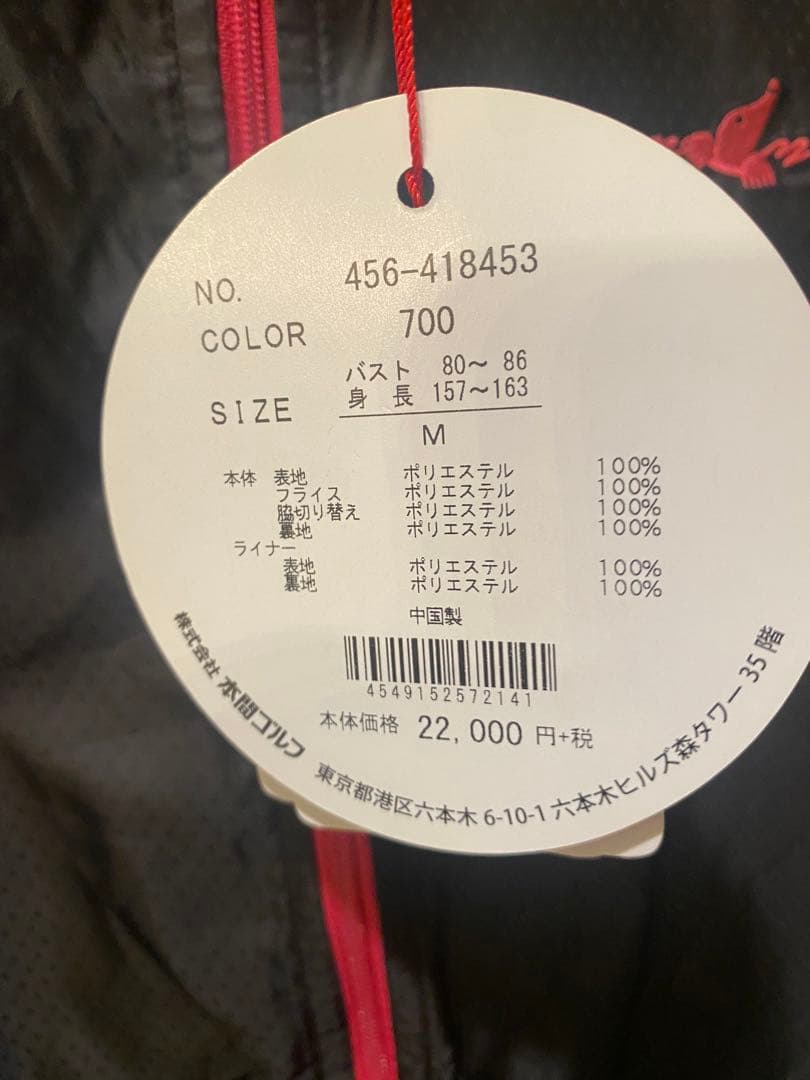 NO. 456-418453
COLOR 700
SIZE バスト 80〜 86
身 長 157〜163
M
本体 表地 ポリエステル 100%
フライス ポリエステル 100%
脇切り替え ポリエステル 100%
裏地 ポリエステル 100%
ライナー
表地 ポリエステル 100%
裏地 ポリエステル 100%
中国製
4549152572141
本体価格 22,000 円+税
株式会社 本間ゴルフ 東京都港区六本木 6-10-1 六本木ヒルズ森タワー 35 階